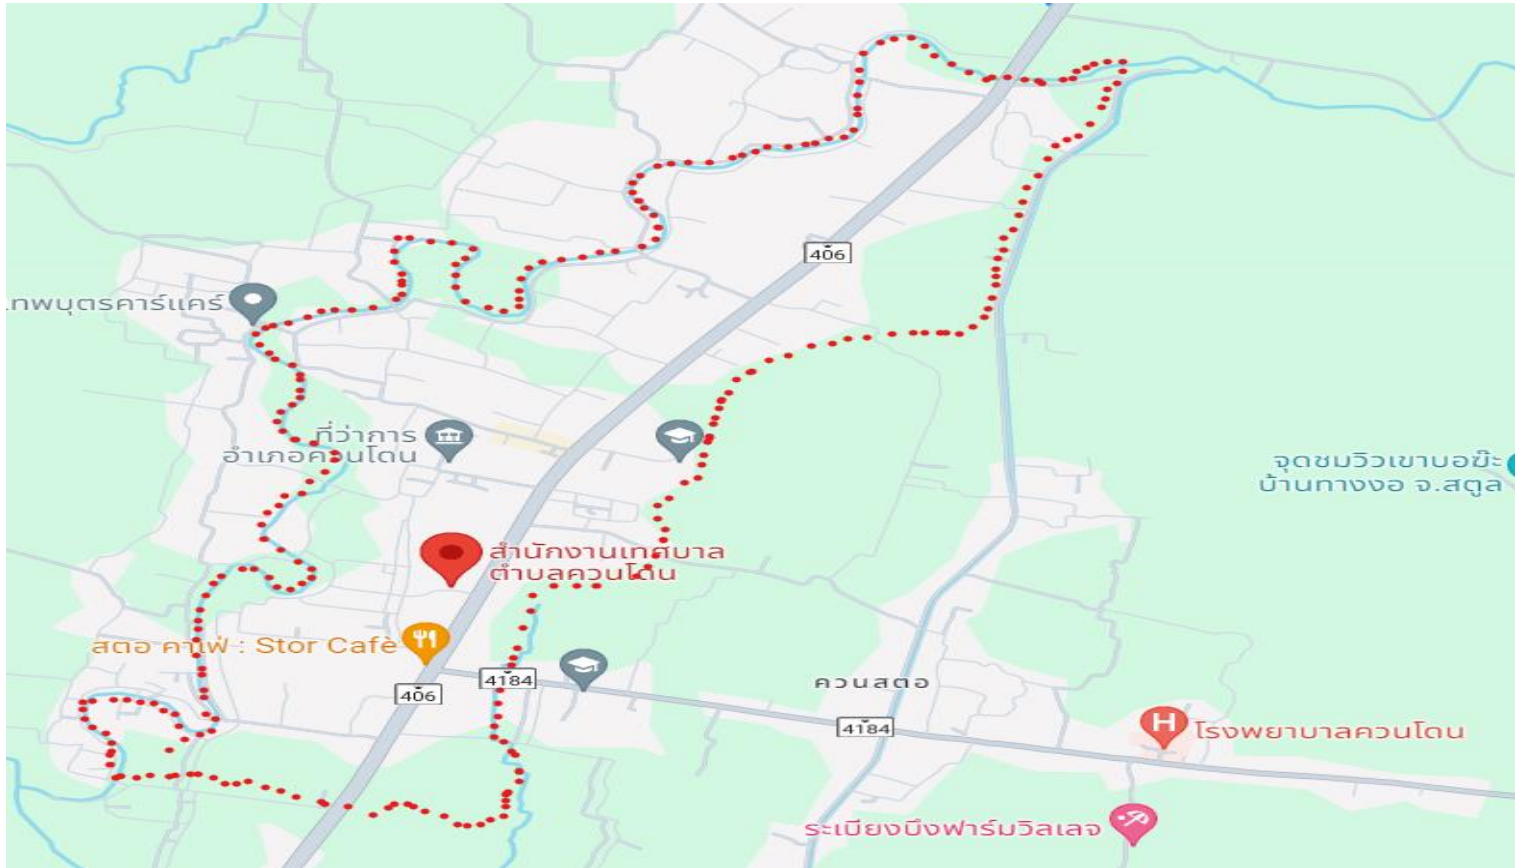 406
.ทพบุตรคาร์แคร์
ที่ว่าการ
อำเภอควนโดน
จุดชมวิวเขาบอฆ๊ะ
บ้านทางงอ จ.สตูล
สำนักงานเทศบาล
ตำบลควนโดน
สตอ คาเฟ่ : Stor Cafè
4184
406
ควนสตอ
4184
H
โรงพยาบาลควนโดน
ระเบียงบึงฟาร์มวิลเลจ